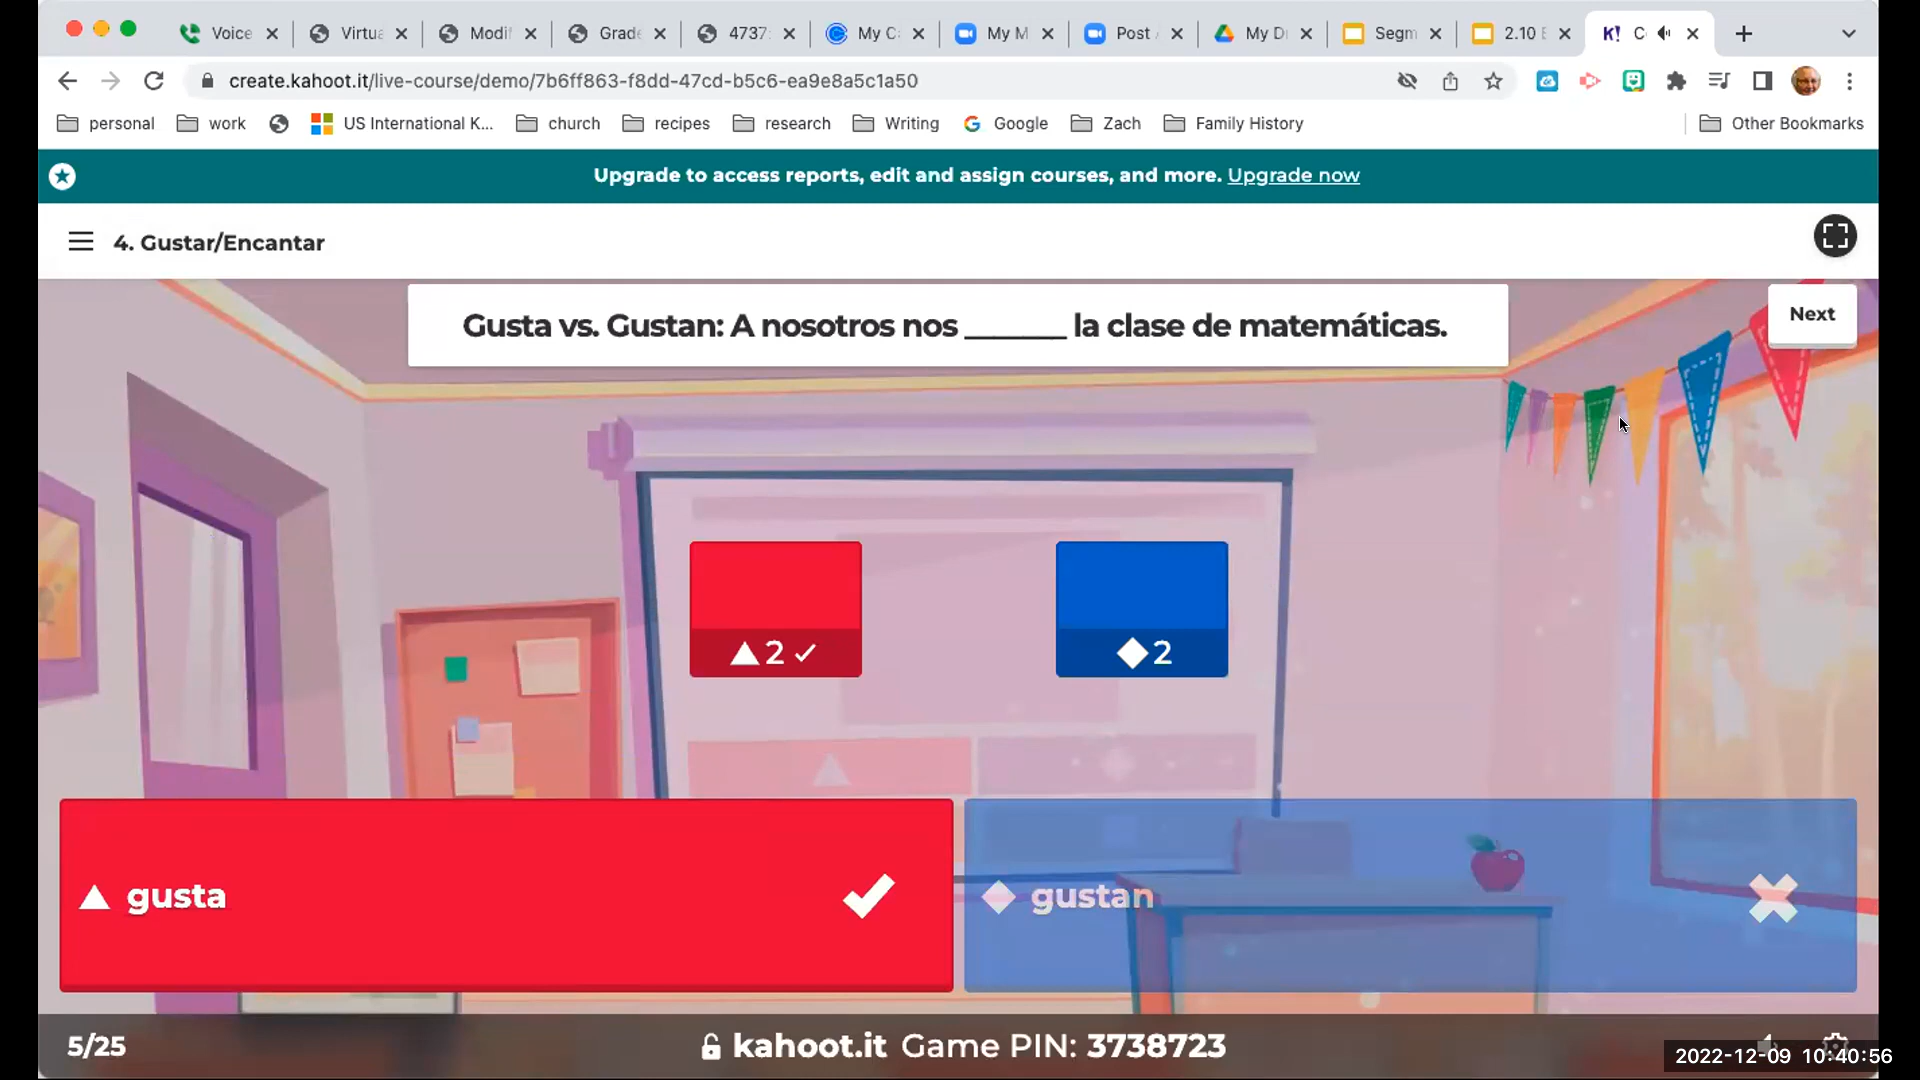 Voice
Virtua
Modif
Grade
4737:
My C
My M
Post
My D
Segm
2.10 E
K! C
create.kahoot.it/live-course/demo/7b6ff863-f8dd-47cd-b5c6-ea9e8a5c1a50
personal
work
US International K...
church
recipes
research
Writing
Google
Zach
Family History
Other Bookmarks
Upgrade to access reports, edit and assign courses, and more. Upgrade now
4. Gustar/Encantar
Gusta vs. Gustan: A nosotros nos _______ la clase de matemáticas.
Next
2
2
gusta
gustan
5/25
kahoot.it Game PIN: 3738723
2022-12-09 10:40:56